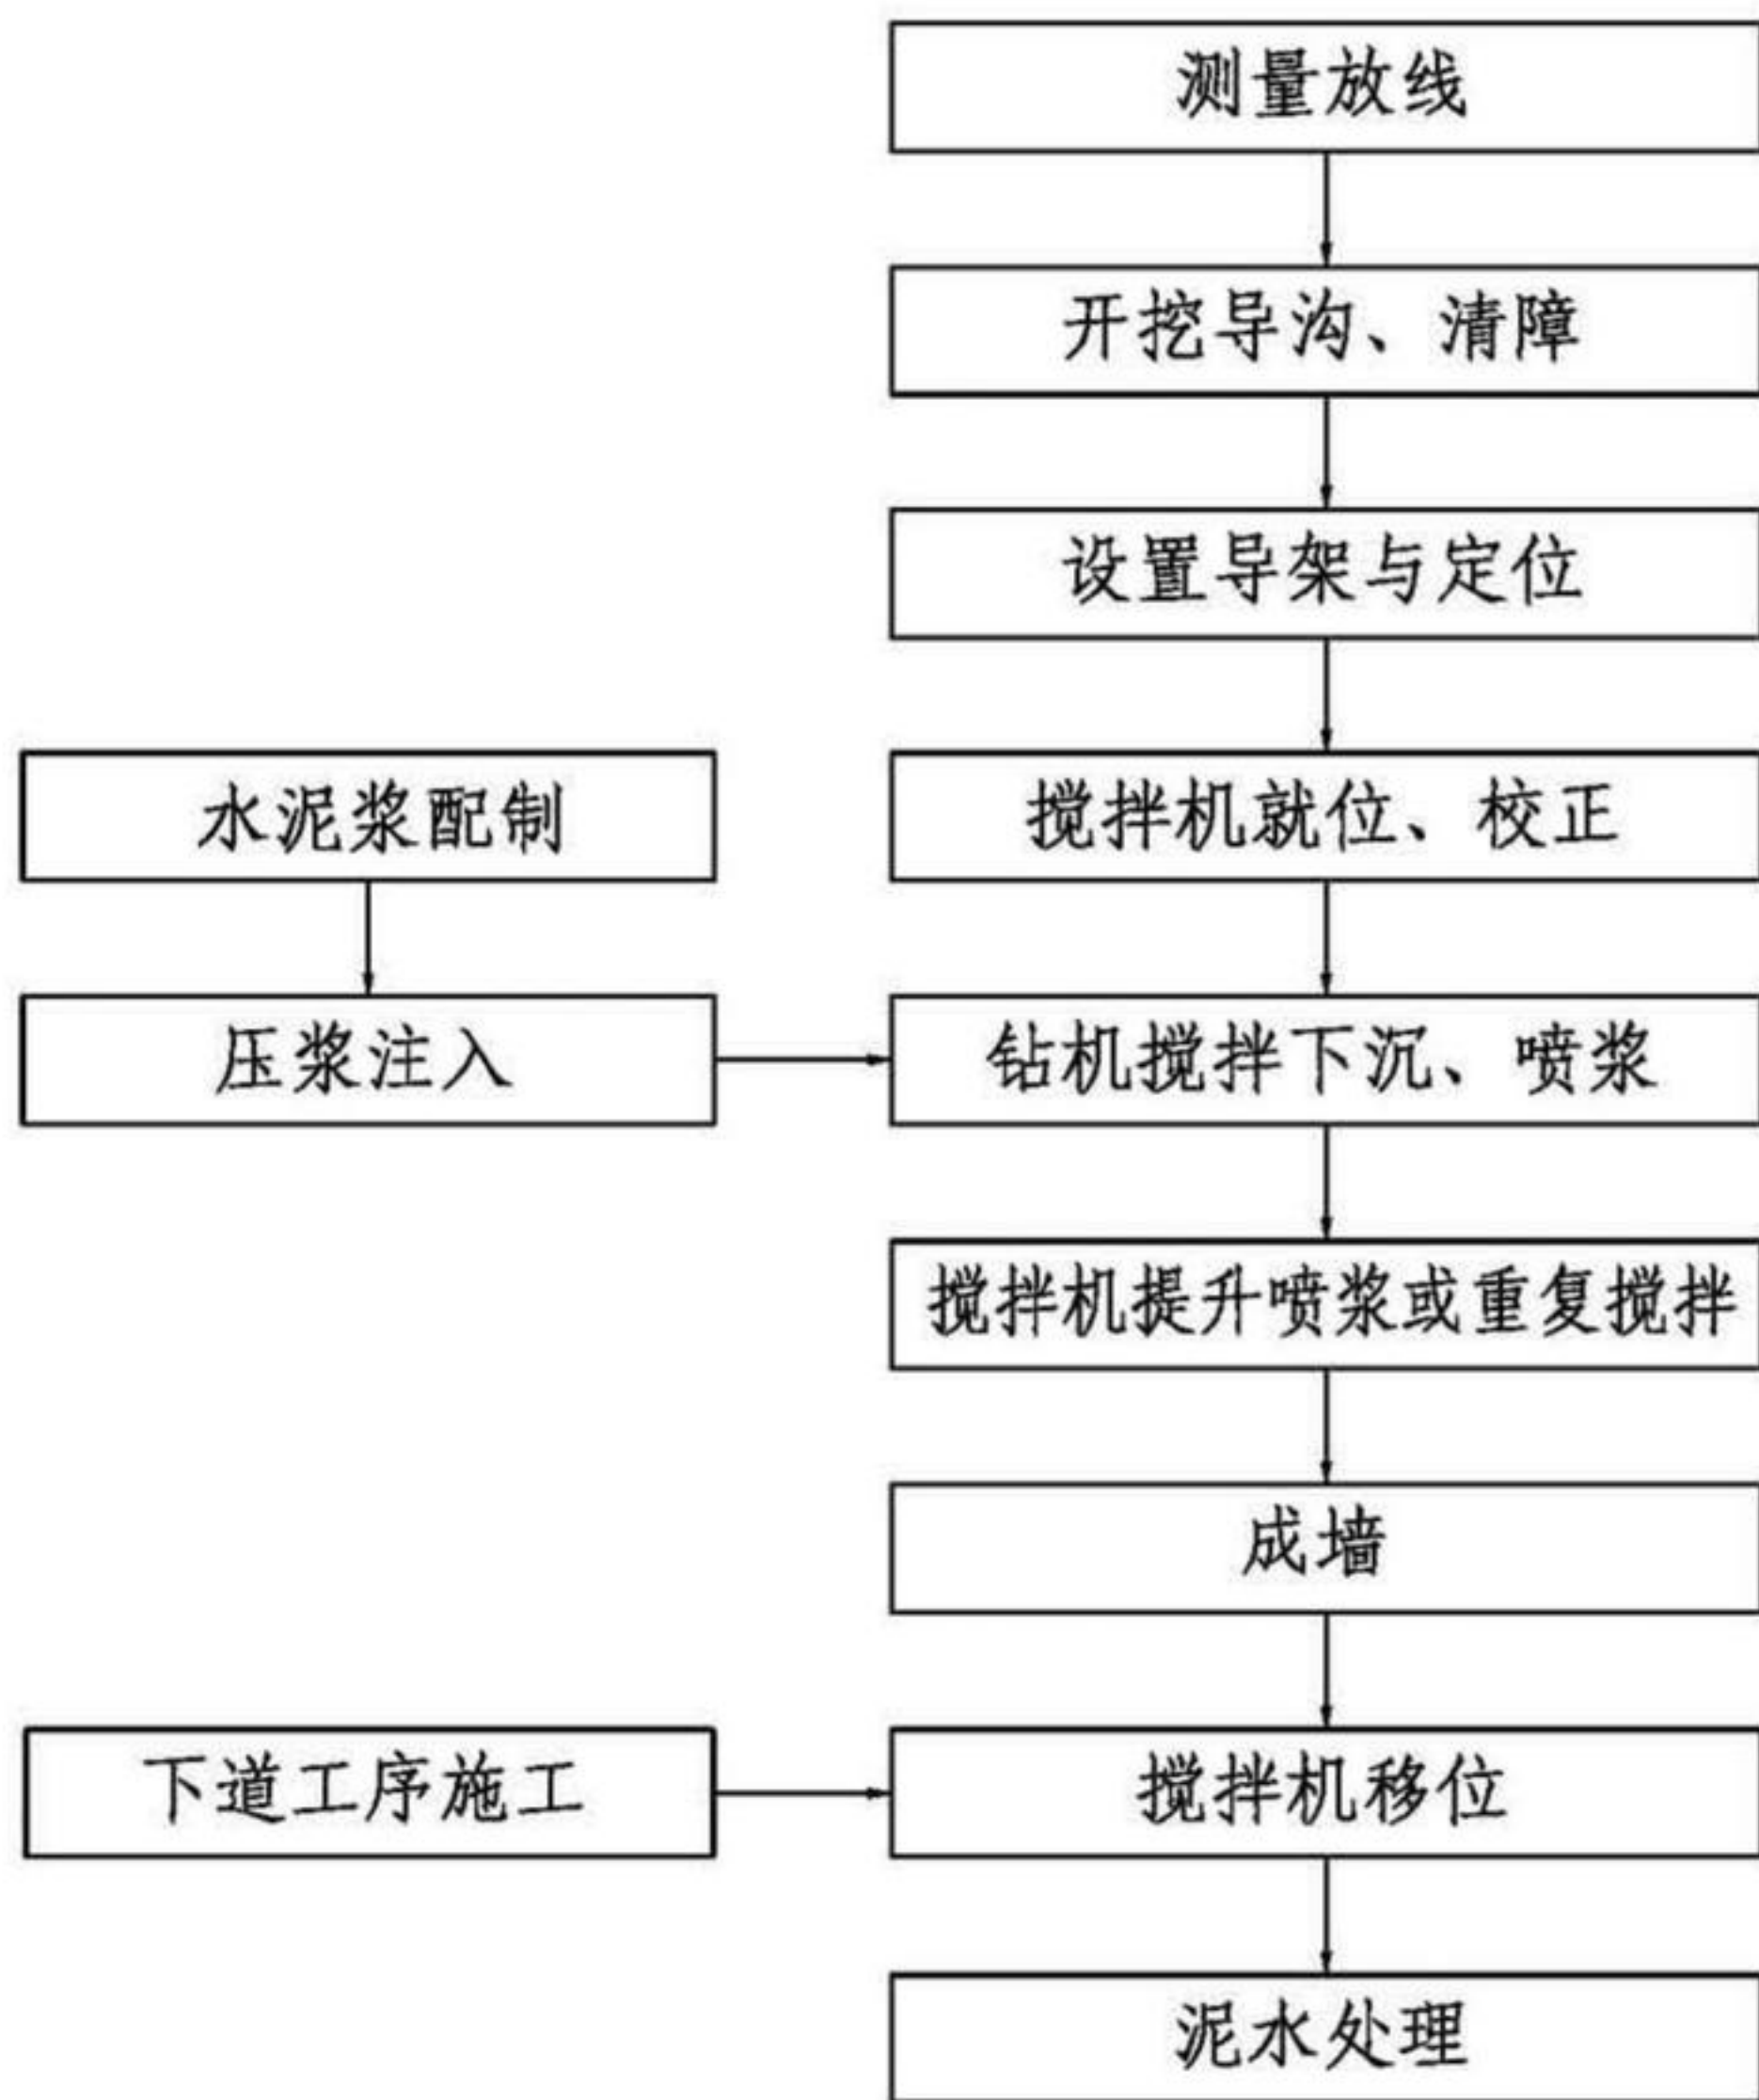 测量放线
开挖导沟、清障
设置导架与定位
水泥浆配制
搅拌机就位、校正
压浆注入
钻机搅拌下沉、喷浆
搅拌机提升喷浆或重复搅拌
成墙
下道工序施工
搅拌机移位
泥水处理